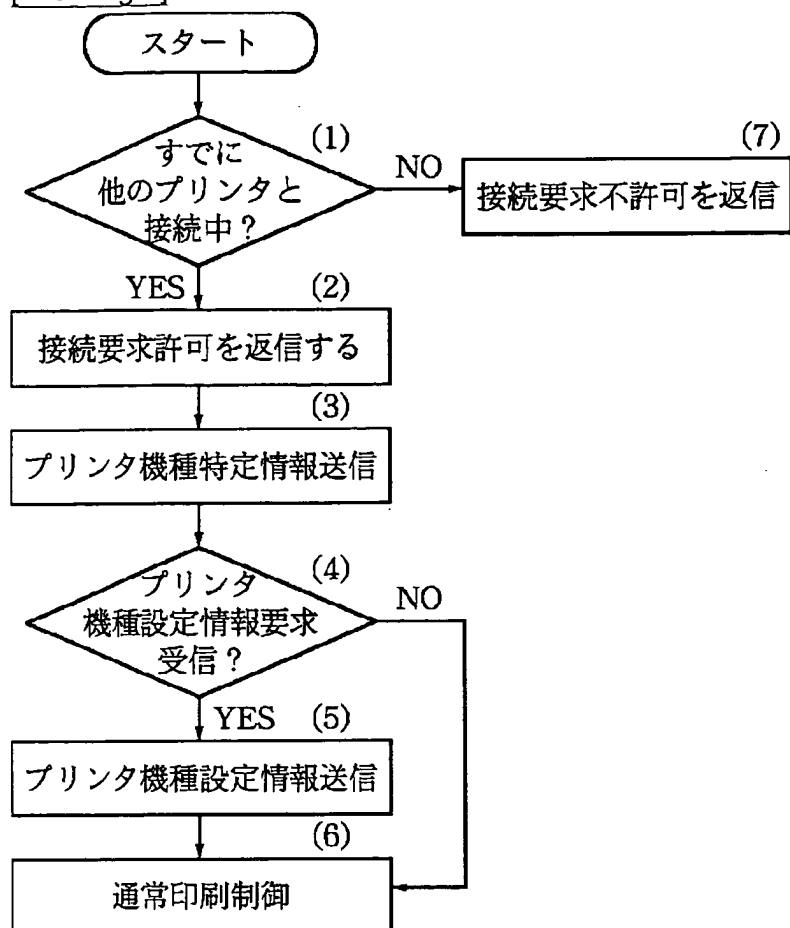 スタート
(1)
すでに
他のプリンタと
接続中?
NO
(7)
接続要求不許可を返信
YES
(2)
接続要求許可を返信する
(3)
プリンタ機種特定情報送信
(4)
プリンタ
機種設定情報要求
受信?
NO
YES
(5)
プリンタ機種設定情報送信
(6)
通常印刷制御